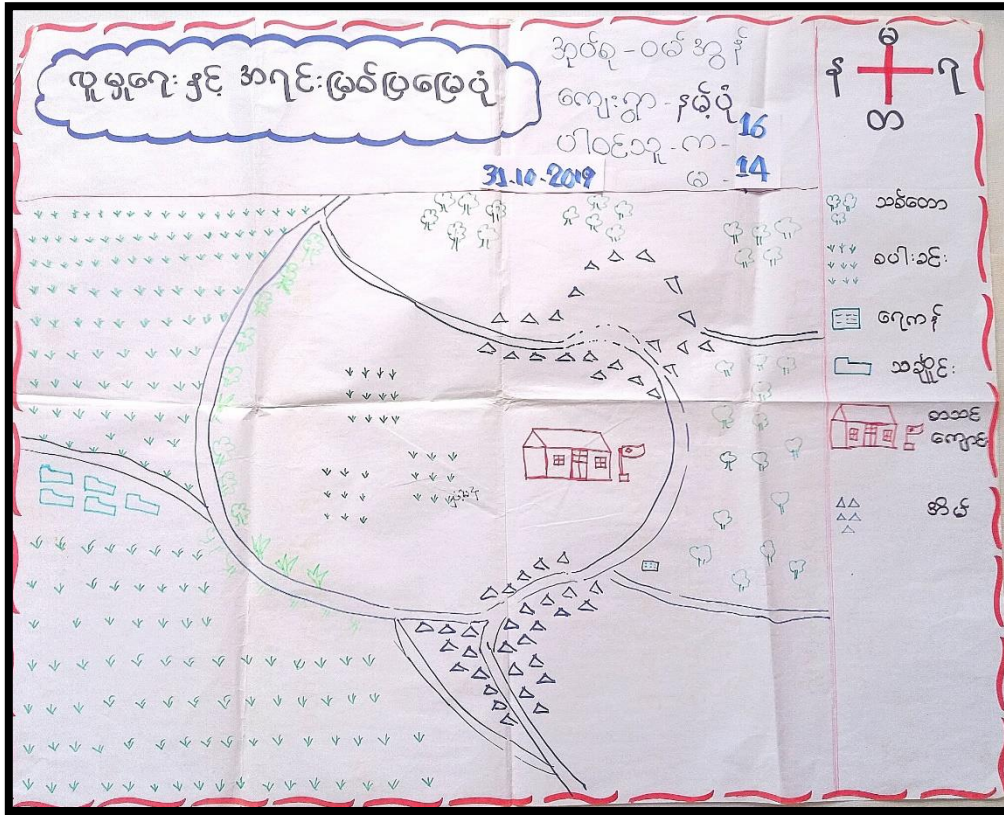 လူမှုရေးနှင့် အရင်းမြစ်ပြမြေပုံ
အုပ်စု - ဝမ်အွန်
ကျေးရွာ - နမ့်ပုံ
ပါဝင်သူ - က - 16
မ - 14
31.10.2019
မ
န ရ
တ
သစ်တော
စပါးခင်း
ရေကန်
သချိုင်း
စာသင်
ကျောင်း
အိမ်